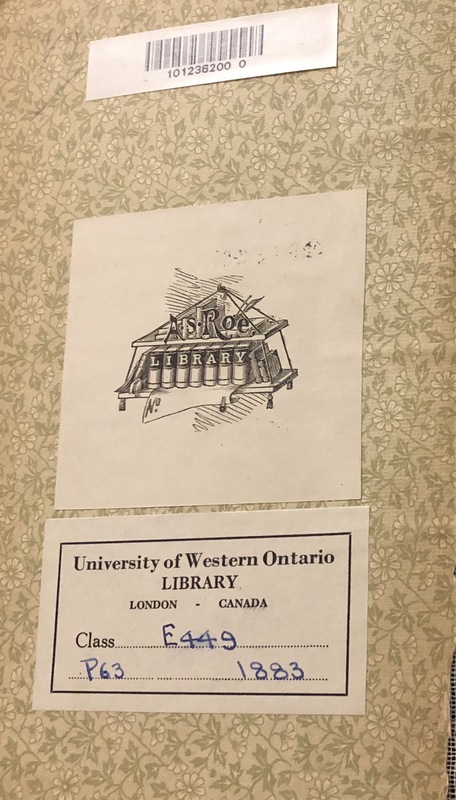 101236200 0
A.S. Roe.
LIBRARY
No
University of Western Ontario
LIBRARY
LONDON - CANADA
Class E449
P63 1883